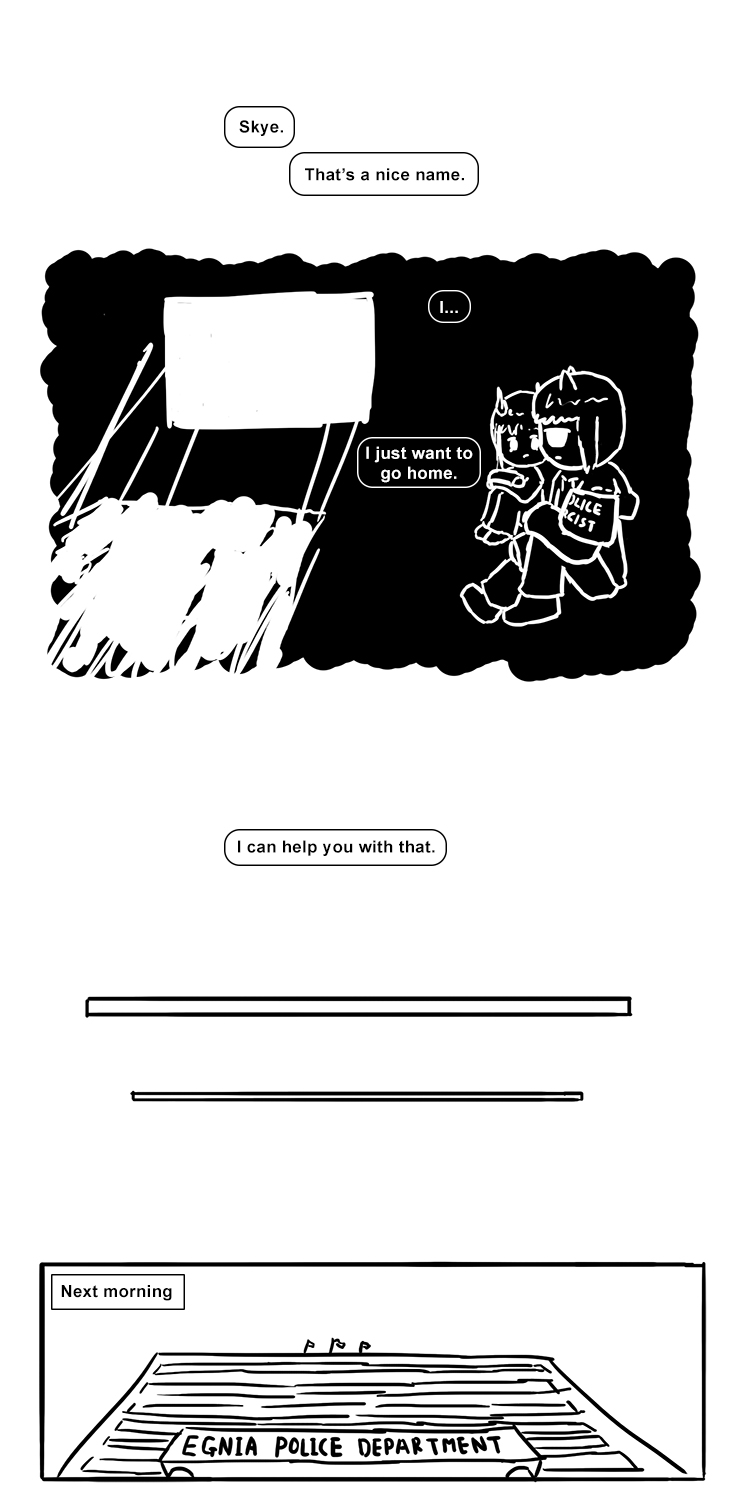 Skye.
That's a nice name.
I...
I just want to
go home.
OLICE
CIST
I can help you with that.
Next morning
EGNIA POLICE DEPARTMENT